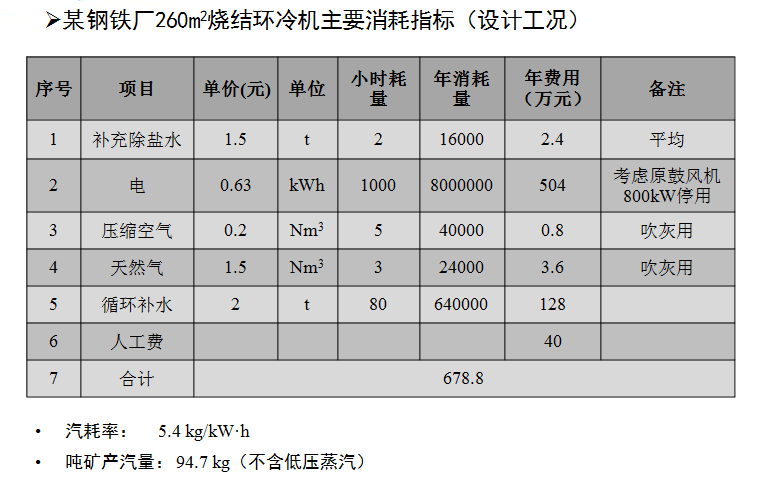 ➢某钢铁厂260m²烧结环冷机主要消耗指标（设计工况）
序号 项目 单价(元) 单位 小时耗量 年消耗量 年费用（万元） 备注
1 补充除盐水 1.5 t 2 16000 2.4 平均
2 电 0.63 kWh 1000 8000000 504 考虑原鼓风机800kW停用
3 压缩空气 0.2 Nm³ 5 40000 0.8 吹灰用
4 天然气 1.5 Nm³ 3 24000 3.6 吹灰用
5 循环补水 2 t 80 640000 128
6 人工费 40
7 合计 678.8
• 汽耗率： 5.4 kg/kW·h
• 吨矿产汽量：94.7 kg（不含低压蒸汽）